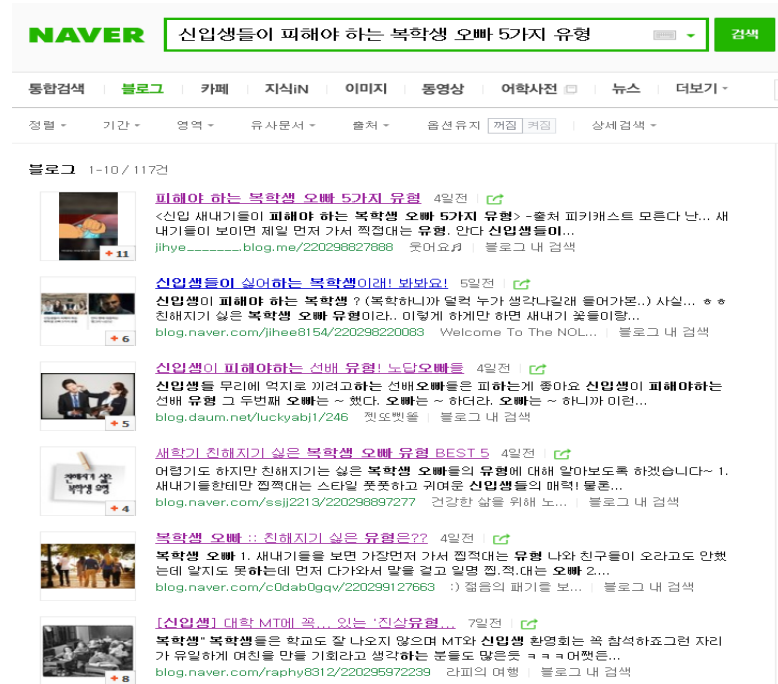 NAVER
신입생들이 피해야 하는 복학생 오빠 5가지 유형
검색
통합검색 블로그 카페 지식iN 이미지 동영상 어학사전 뉴스 더보기
정렬 기간 영역 유사문서 출처 옵션유지 꺼짐 켜짐 상세검색
블로그 1-10 / 117건
피해야 하는 복학생 오빠 5가지 유형 4일전
<신입 새내기들이 피해야 하는 복학생 오빠 5가지 유형> -출처 피키캐스트 모른다 난... 새
내기들이 보이면 제일 먼저 가서 찍접대는 유형. 안다 신입생들이...
jihye_______.blog.me/220298827888 웃어요♬ 블로그 내 검색
+ 11
신입생들이 싫어하는 복학생이래! 봐봐요! 5일전
신입생이 피해야 하는 복학생 ? (복학하니까 덜컥 누가 생각나길래 들어가본..) 사실... ㅎㅎ
친해지기 싫은 복학생 오빠 유형이라.. 이렇게 하게만 하면 새내기 꽃들이랑...
blog.naver.com/jihee8154/220298220083 Welcome To The NOL... 블로그 내 검색
+ 6
신입생이 피해야하는 선배 유형! 노답오빠들 4일전
신입생들 무리에 억지로 끼려고하는 선배오빠들은 피하는게 좋아요 신입생이 피해야하는
선배 유형 그 두번째 오빠는 ~ 했다. 오빠는 ~ 하더라. 오빠는 ~ 하니까 이런...
blog.daum.net/luckyabj1/246 젯또삣욜 블로그 내 검색
+ 5
새학기 친해지기 싫은 복학생 오빠 유형 BEST 5 4일전
어렵기도 하지만 친해지기는 싫은 복학생 오빠들의 유형에 대해 알아보도록 하겠습니다~ 1.
새내기들한테만 찝쩍대는 스타일 풋풋하고 귀여운 신입생들의 매력! 물론...
blog.naver.com/ssjj2213/220298897277 건강한 삶을 위해 노... 블로그 내 검색
친해지기 싫은
복학생 유형
+ 4
복학생 오빠 :: 친해지기 싫은 유형은?? 4일전
복학생 오빠 1. 새내기들을 보면 가장먼저 가서 찝적대는 유형 나와 친구들이 오라고도 안했
는데 알지도 못하는데 먼저 다가와서 말을 걸고 일명 찝.적.대는 오빠 2....
blog.naver.com/c0dab0gqv/220299127663 :) 젊음의 패기를 보... 블로그 내 검색
[신입생] 대학 MT에 꼭... 있는 '진상유형... 7일전
복학생" 복학생들은 학교도 잘 나오지 않으며 MT와 신입생 환영회는 꼭 참석하죠그런 자리
가 유일하게 여친을 만들 기회라고 생각하는 분들도 많은듯 ㅋㅋㅋ어쨋든...
blog.naver.com/raphy8312/220295972239 라피의 여행 블로그 내 검색
+ 8